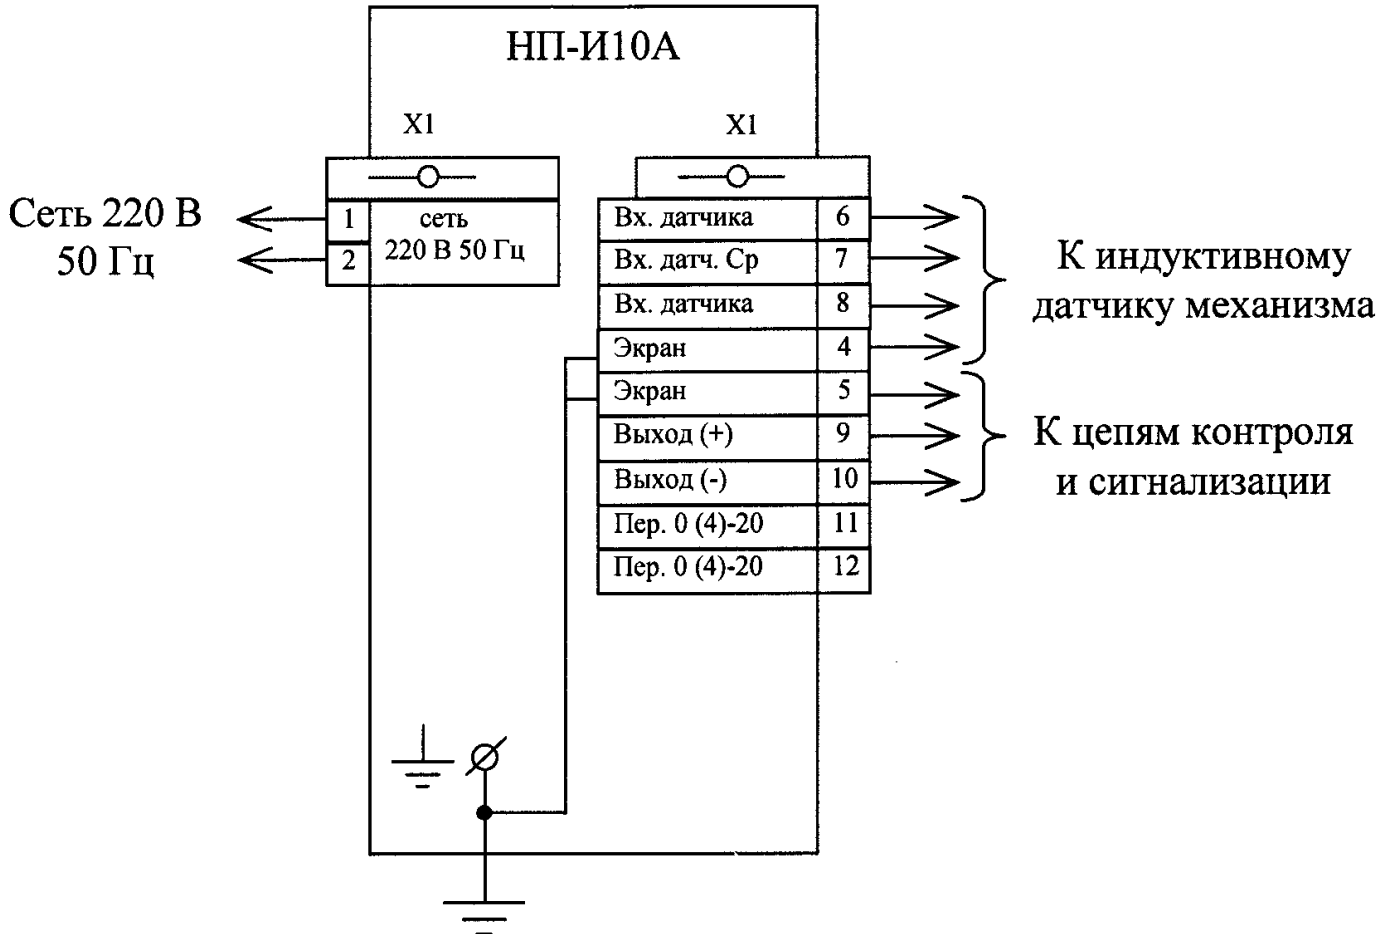 НП-И10А
X1
X1
Сеть 220 В
50 Гц
1
2
сеть
220 В 50 Гц
Вх. датчика 6
Вх. датч. Ср 7
Вх. датчика 8
Экран 4
Экран 5
Выход (+) 9
Выход (-) 10
Пер. 0 (4)-20 11
Пер. 0 (4)-20 12
К индуктивному
датчику механизма
К цепям контроля
и сигнализации